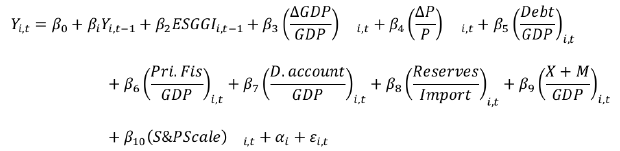 Y_{i,t} = β_0 + β_i Y_{i,t−1} + β_2 ESGGI_{i,t−1} + β_3 (ΔGDP/GDP)_{i,t} + β_4 (ΔP/P)_{i,t} + β_5 (Debt/GDP)_{i,t}
+ β_6 (Pri. Fis/GDP)_{i,t} + β_7 (D. account/GDP)_{i,t} + β_8 (Reserves/Import)_{i,t} + β_9 (X + M/GDP)_{i,t}
+ β_10 (S&PScale)_{i,t} + α_i + ε_{i,t}